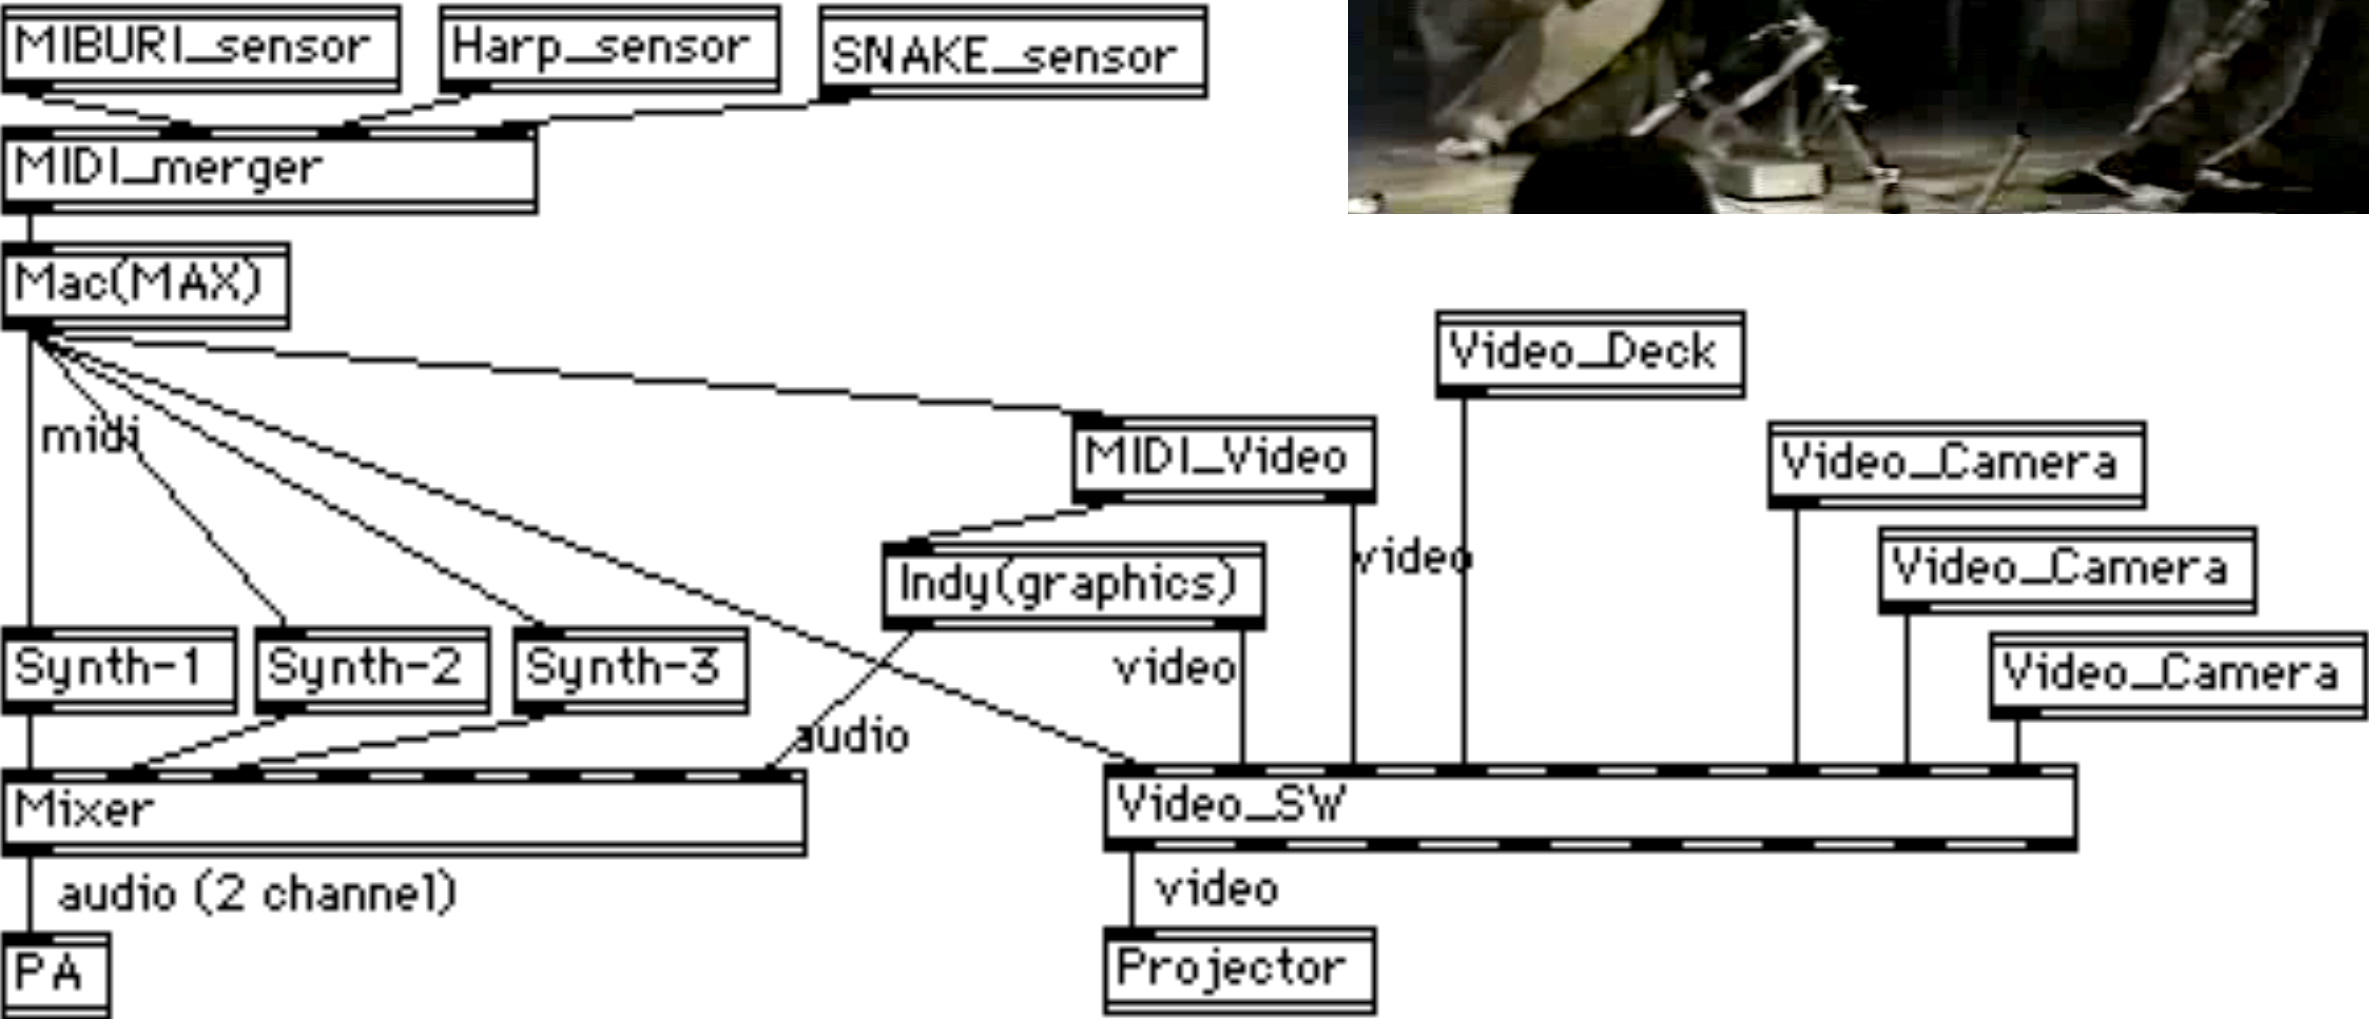 MIBURI_sensor
Harp_sensor
SNAKE_sensor
MIDI_merger
Mac(MAX)
Video_Deck
midi
MIDI_Video
Video_Camera
video
Indy(graphics)
Video_Camera
Synth-1
Synth-2
Synth-3
video
Video_Camera
audio
Mixer
Video_SW
audio (2 channel)
video
PA
Projector